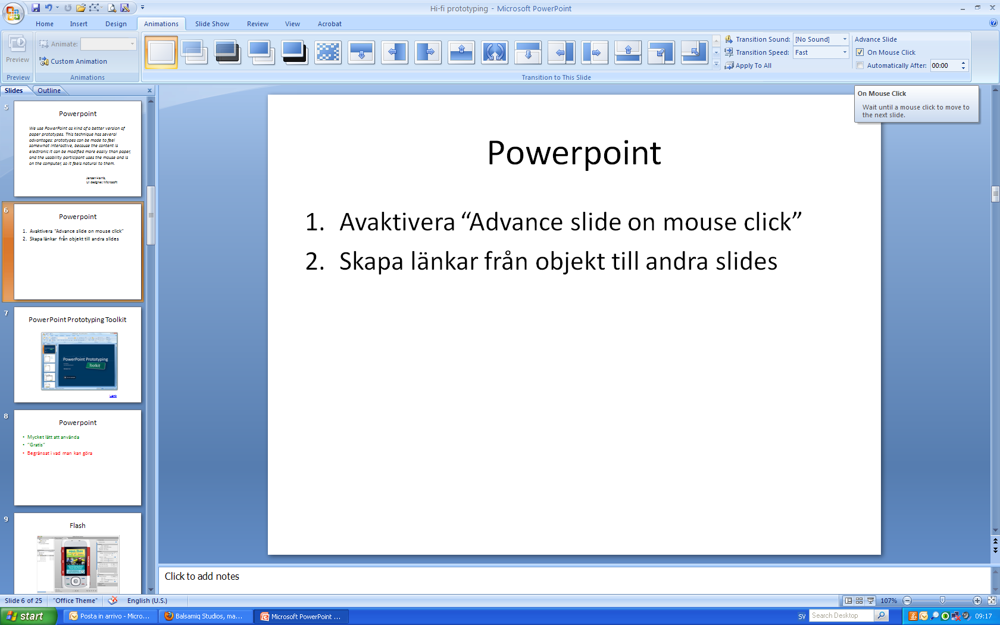 Hi-fi prototyping - Microsoft PowerPoint
Home
Insert
Design
Animations
Slide Show
Review
View
Acrobat
Preview
Preview
Animate:
Custom Animation
Animations
Transition to This Slide
Transition Sound:
[No Sound]
Transition Speed:
Fast
Apply To All
Advance Slide
On Mouse Click
Automatically After:
00:00
On Mouse Click
Wait until a mouse click to move to
the next slide.
Slides
Outline
5
Powerpoint
We use PowerPoint as kind of a better version of
paper prototypes. This technique has several
advantages: prototypes can be made to feel
somewhat interactive, because the content is
electronic it can be modified more easily than paper,
and the usability participant uses the mouse and is
on the computer, so it feels natural to them.
Jensen Harris,
UI designer, Microsoft
6
Powerpoint
1. Avaktivera “Advance slide on mouse click”
2. Skapa länkar från objekt till andra slides
7
PowerPoint Prototyping Toolkit
PowerPoint Prototyping
Toolkit
Länk
8
Powerpoint
• Mycket lätt att använda
• “Gratis”
• Begränsat i vad man kan göra
9
Flash
Powerpoint
1. Avaktivera “Advance slide on mouse click”
2. Skapa länkar från objekt till andra slides
Click to add notes
Slide 6 of 25
"Office Theme"
English (U.S.)
107%
start
Posta in arrivo - Micro...
Balsamiq Studios, ma...
Microsoft PowerPoint ...
SV
Search Desktop
09:17